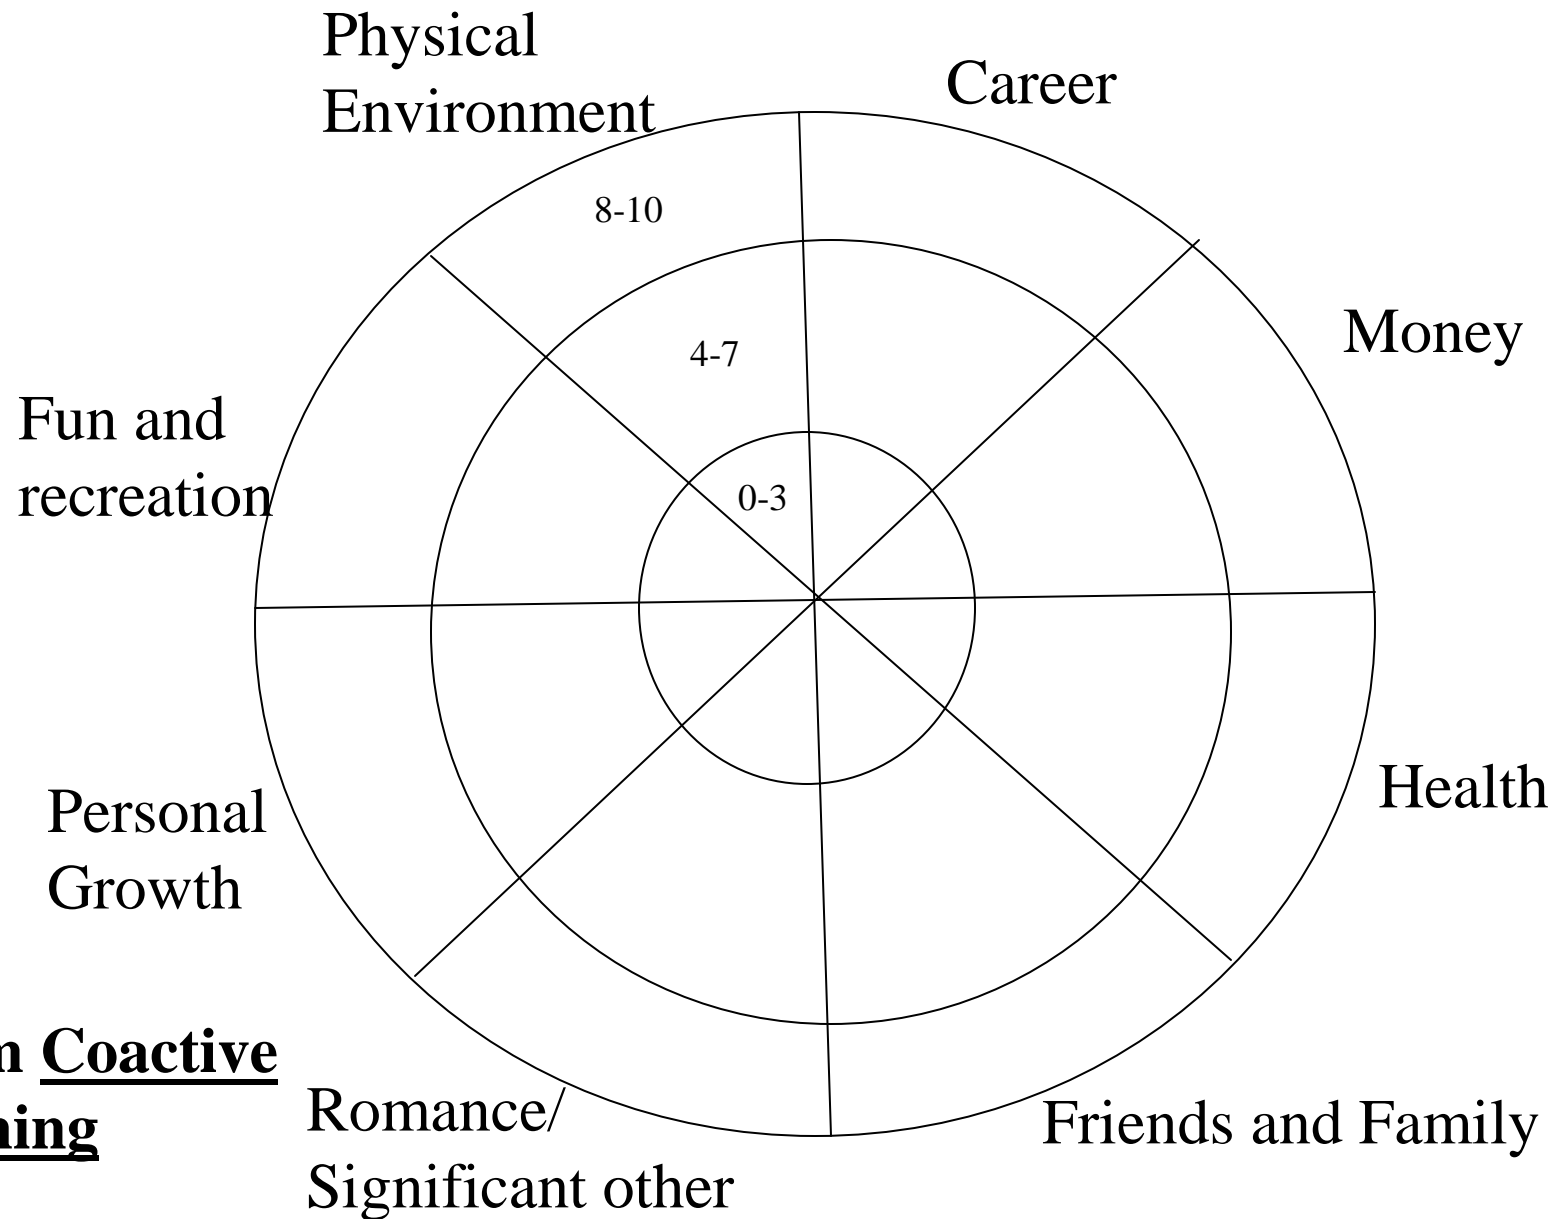 Physical
Environment
Career
8-10
Money
4-7
Fun and
recreation
0-3
Health
Personal
Growth
Coactive
Romance/
Significant other
Friends and Family